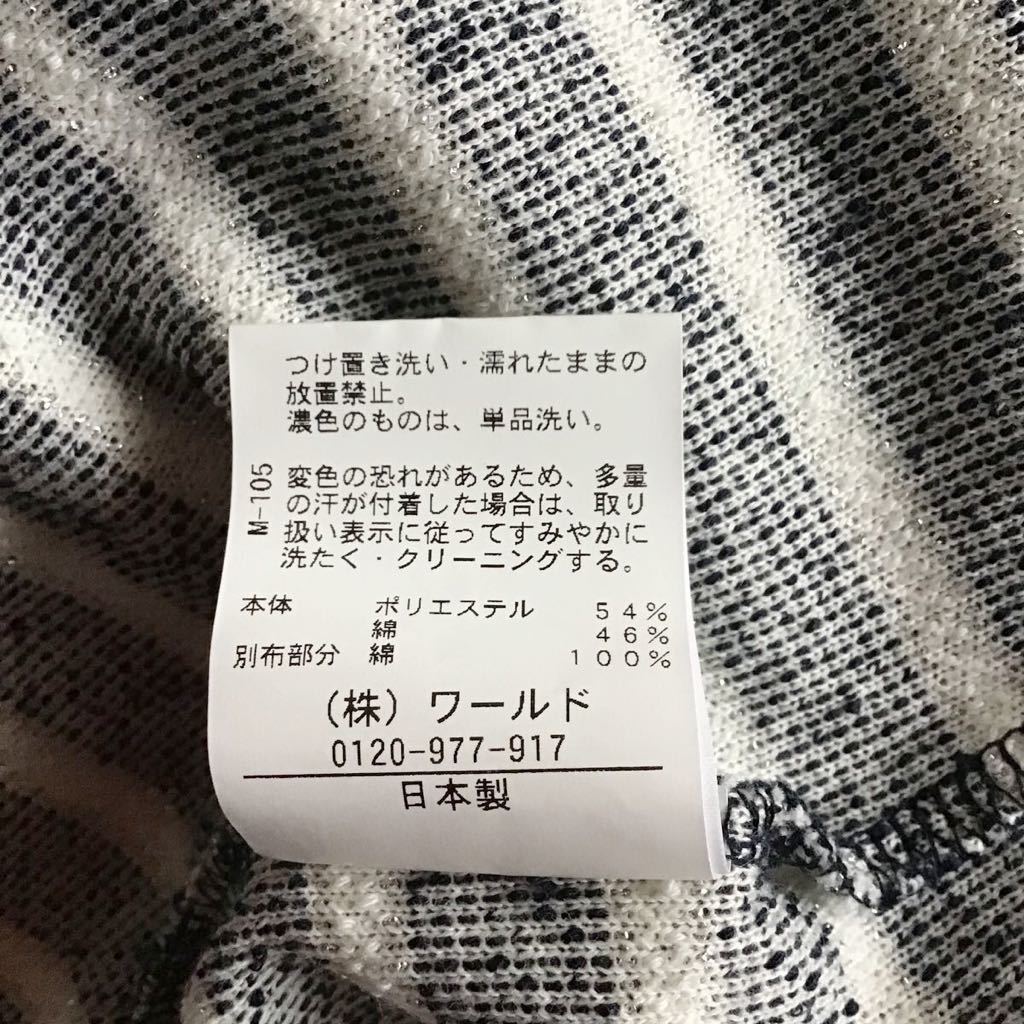 つけ置き洗い・濡れたままの
放置禁止。
濃色のものは、単品洗い。
M-105
変色の恐れがあるため、多量
の汗が付着した場合は、取り
扱い表示に従ってすみやかに
洗たく・クリーニングする。
本体 ポリエステル 54%
綿 46%
別布部分 綿 100%
(株) ワールド
0120-977-917
日本製